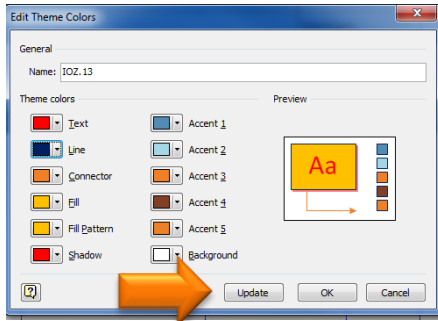 Edit Theme Colors
General
Name: IOZ.13
Theme colors
Preview
Text
Accent 1
Line
Accent 2
Connector
Accent 3
Fill
Accent 4
Fill Pattern
Accent 5
Shadow
Background
Aa
?
Update
OK
Cancel